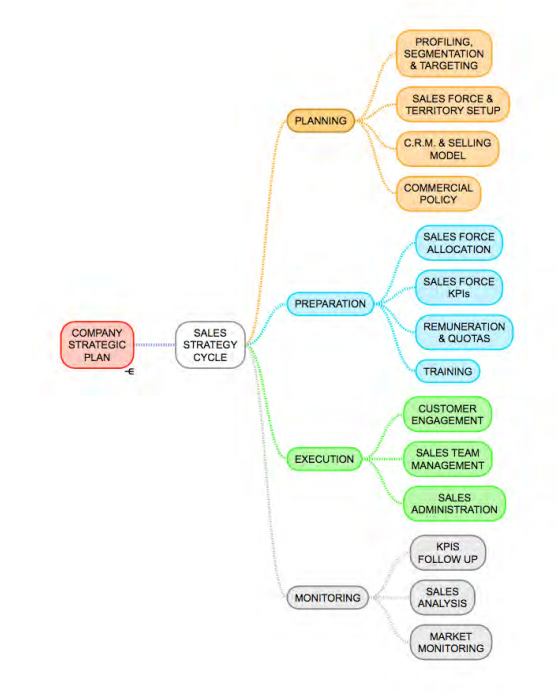 PROFILING,
SEGMENTATION
& TARGETING
SALES FORCE &
TERRITORY SETUP
PLANNING
C.R.M. & SELLING
MODEL
COMMERCIAL
POLICY
SALES FORCE
ALLOCATION
SALES FORCE
KPIs
PREPARATION
REMUNERATION
& QUOTAS
TRAINING
COMPANY
STRATEGIC
PLAN
SALES
STRATEGY
CYCLE
CUSTOMER
ENGAGEMENT
EXECUTION
SALES TEAM
MANAGEMENT
SALES
ADMINISTRATION
KPIS
FOLLOW UP
MONITORING
SALES
ANALYSIS
MARKET
MONITORING